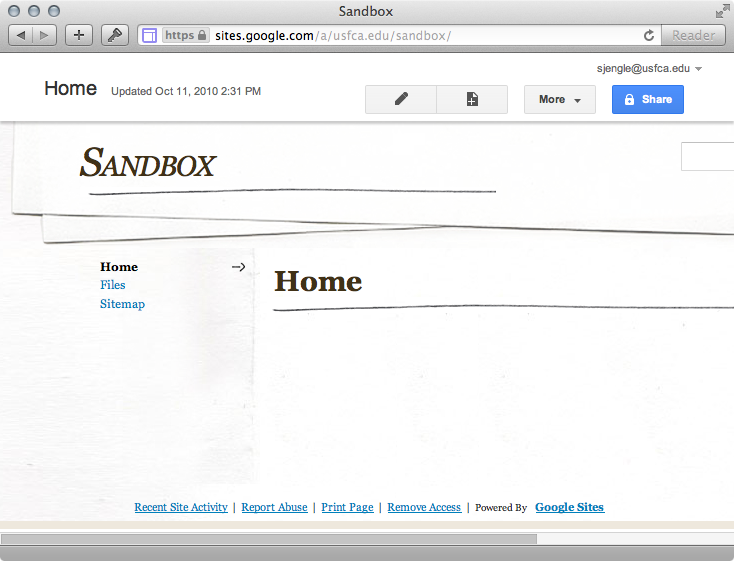 Sandbox
https sites.google.com/a/usfca.edu/sandbox/ Reader
sjengle@usfca.edu
Home Updated Oct 11, 2010 2:31 PM More Share
SANDBOX
Home
Files
Sitemap
Home
Recent Site Activity | Report Abuse | Print Page | Remove Access | Powered By Google Sites